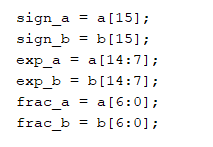 sign_a = a[15];
sign_b = b[15];
exp_a = a[14:7];
exp_b = b[14:7];
frac_a = a[6:0];
frac_b = b[6:0];